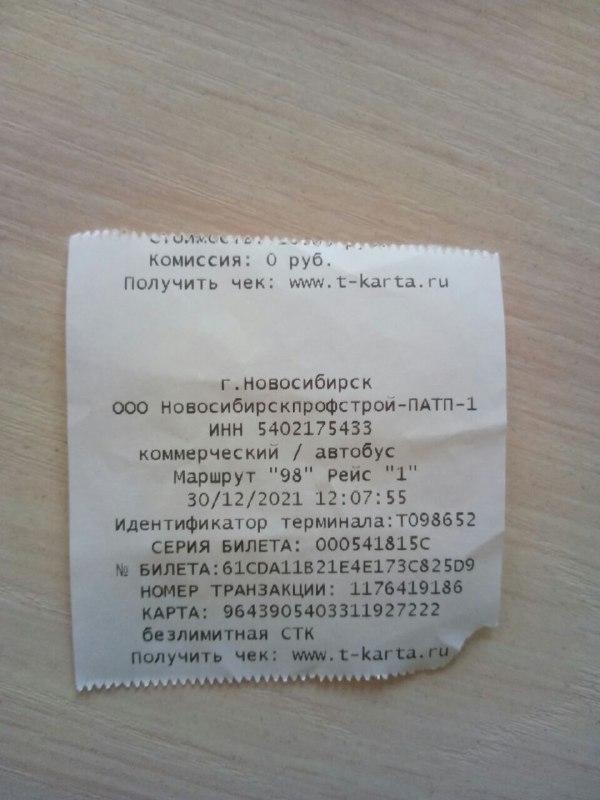 Комиссия: 0 руб.
Получить чек: www.t-karta.ru
г.Новосибирск
ООО Новосибирскпрофстрой-ПАТП-1
ИНН 5402175433
коммерческий / автобус
Маршрут "98" Рейс "1"
30/12/2021 12:07:55
Идентификатор терминала:Т098652
СЕРИЯ БИЛЕТА: 000541815C
№ БИЛЕТА:61CDA11B21E4E173C825D9
НОМЕР ТРАНЗАКЦИИ: 1176419186
КАРТА: 9643905403311927222
безлимитная СТК
Получить чек: www.t-karta.ru